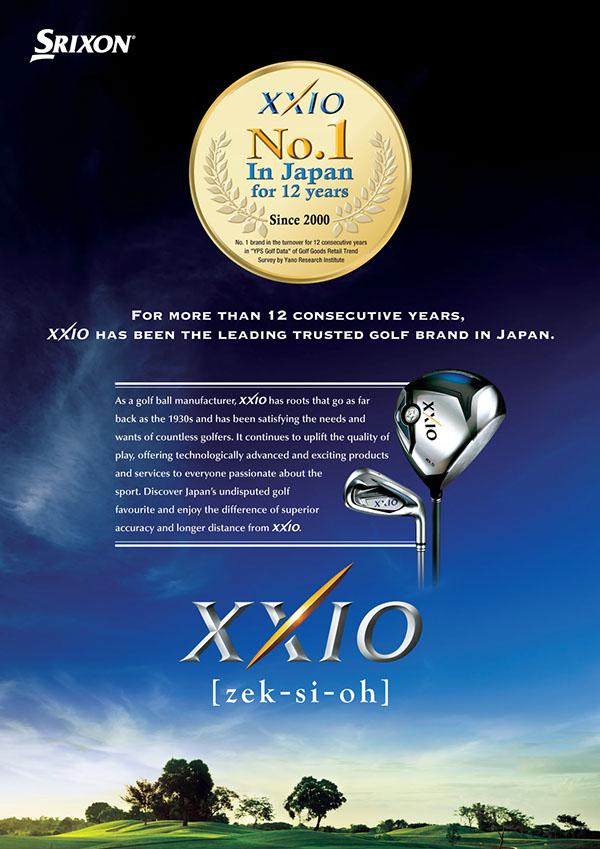 SRIXON®
XXIO
No.1
In Japan
for 12 years
Since 2000
No. 1 brand in the turnover for 12 consecutive years
in "YPS Golf Data" of Golf Goods Retail Trend
Survey by Yano Research Institute
FOR MORE THAN 12 CONSECUTIVE YEARS,
XXIO HAS BEEN THE LEADING TRUSTED GOLF BRAND IN JAPAN.
As a golf ball manufacturer, XXIO has roots that go as far
back as the 1930s and has been satisfying the needs and
wants of countless golfers. It continues to uplift the quality of
play, offering technologically advanced and exciting products
and services to everyone passionate about the
sport. Discover Japan's undisputed golf
favourite and enjoy the difference of superior
accuracy and longer distance from XXIO.
XXIO
XXIO
XXIO
[zek-si-oh]